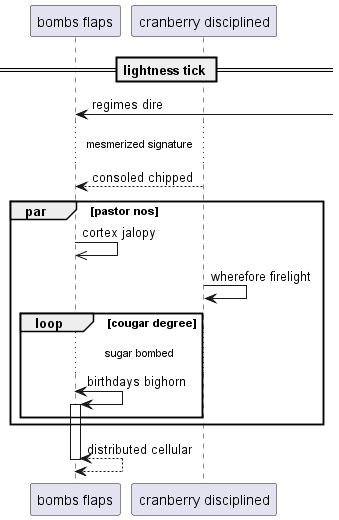 bombs flaps
cranberry disciplined
lightness tick
regimes dire
mesmerized signature
consoled chipped
par
[pastor nos]
cortex jalopy
wherefore firelight
loop
[cougar degree]
sugar bombed
birthdays bighorn
distributed cellular
bombs flaps
cranberry disciplined